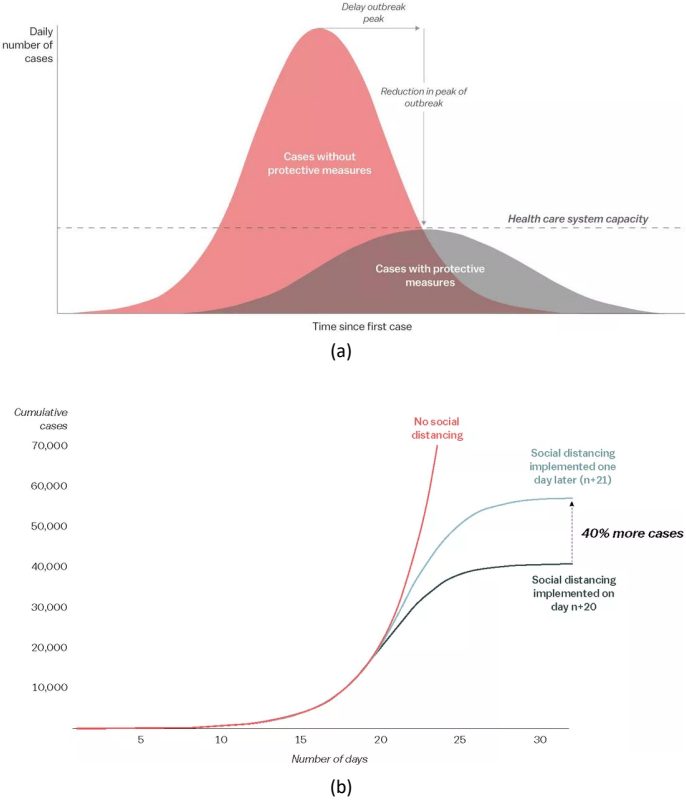 Delay outbreak
peak
Daily
number of
cases
Reduction in peak of
outbreak
Cases without
protective measures
Health care system capacity
Cases with protective
measures
Time since first case
(a)
Cumulative
cases
No social
distancing
70,000
Social distancing
implemented one
day later (n+21)
60,000
50,000
40% more cases
40,000
Social distancing
implemented on
day n+20
30,000
20,000
10,000
5 10 15 20 25 30
Number of days
(b)